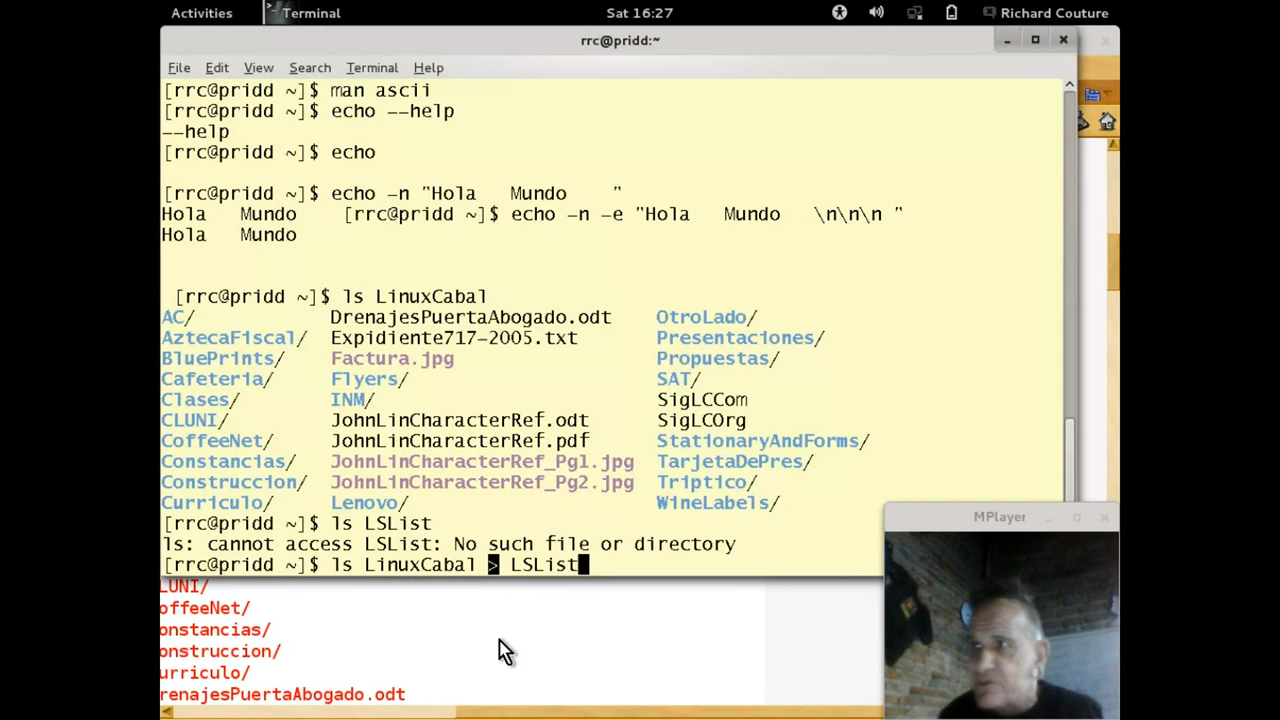 Activities Terminal Sat 16:27 Richard Couture
rrc@pridd:~
File Edit View Search Terminal Help
[rrc@pridd ~]$ man ascii
[rrc@pridd ~]$ echo --help
--help
[rrc@pridd ~]$ echo
[rrc@pridd ~]$ echo -n "Hola   Mundo    "
Hola   Mundo    [rrc@pridd ~]$ echo -n -e "Hola   Mundo   \n\n\n "
Hola   Mundo
[rrc@pridd ~]$ ls LinuxCabal
AC/ DrenajesPuertaAbogado.odt OtroLado/
AztecaFiscal/ Expidiente717-2005.txt Presentaciones/
BluePrints/ Factura.jpg Propuestas/
Cafeteria/ Flyers/ SAT/
Clases/ INM/ SigLCCom
CLUNI/ JohnLinCharacterRef.odt SigLCOrg
CoffeeNet/ JohnLinCharacterRef.pdf StationaryAndForms/
Constancias/ JohnLinCharacterRef_Pg1.jpg TarjetaDePres/
Construccion/ JohnLinCharacterRef_Pg2.jpg Triptico/
Curriculo/ Lenovo/ WineLabels/
[rrc@pridd ~]$ ls LSList
ls: cannot access LSList: No such file or directory
[rrc@pridd ~]$ ls LinuxCabal > LSList
MPlayer
LUNI/
offeeNet/
onstancias/
onstruccion/
urriculo/
renajesPuertaAbogado.odt